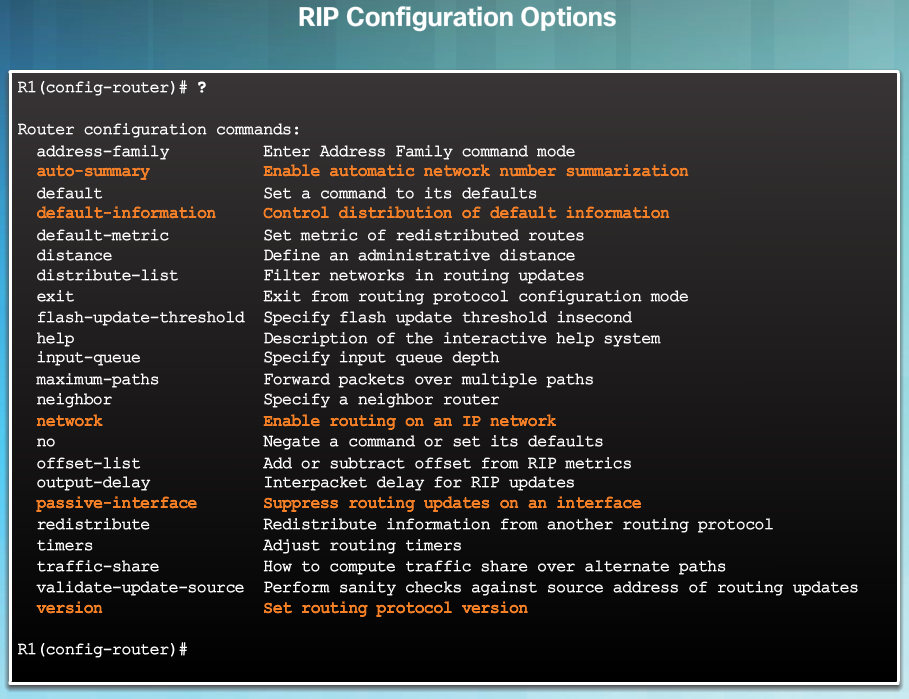 RIP Configuration Options
R1(config-router)# ?
Router configuration commands:
address-family Enter Address Family command mode
auto-summary Enable automatic network number summarization
default Set a command to its defaults
default-information Control distribution of default information
default-metric Set metric of redistributed routes
distance Define an administrative distance
distribute-list Filter networks in routing updates
exit Exit from routing protocol configuration mode
flash-update-threshold Specify flash update threshold insecond
help Description of the interactive help system
input-queue Specify input queue depth
maximum-paths Forward packets over multiple paths
neighbor Specify a neighbor router
network Enable routing on an IP network
no Negate a command or set its defaults
offset-list Add or subtract offset from RIP metrics
output-delay Interpacket delay for RIP updates
passive-interface Suppress routing updates on an interface
redistribute Redistribute information from another routing protocol
timers Adjust routing timers
traffic-share How to compute traffic share over alternate paths
validate-update-source Perform sanity checks against source address of routing updates
version Set routing protocol version
R1(config-router)#